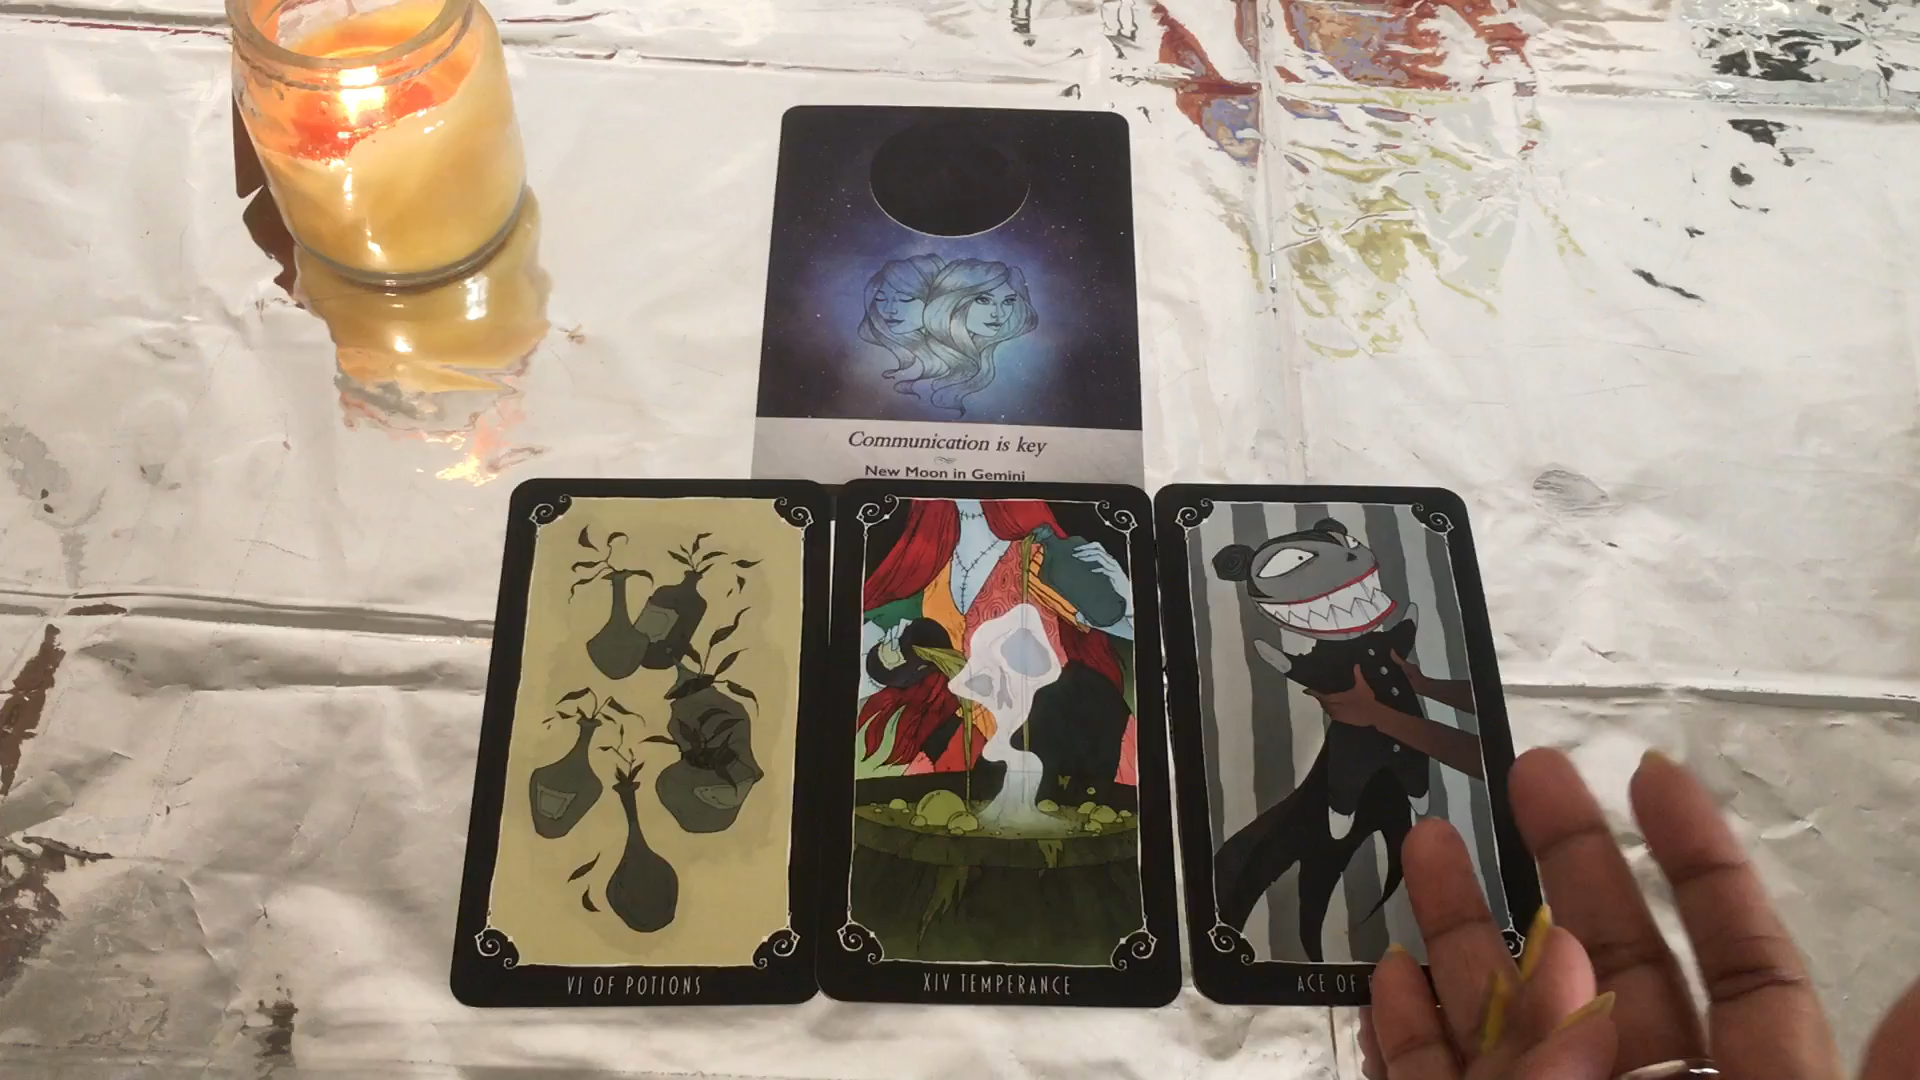 Communication is key
New Moon in Gemini
VI OF POTIONS
XIV TEMPERANCE
ACE OF